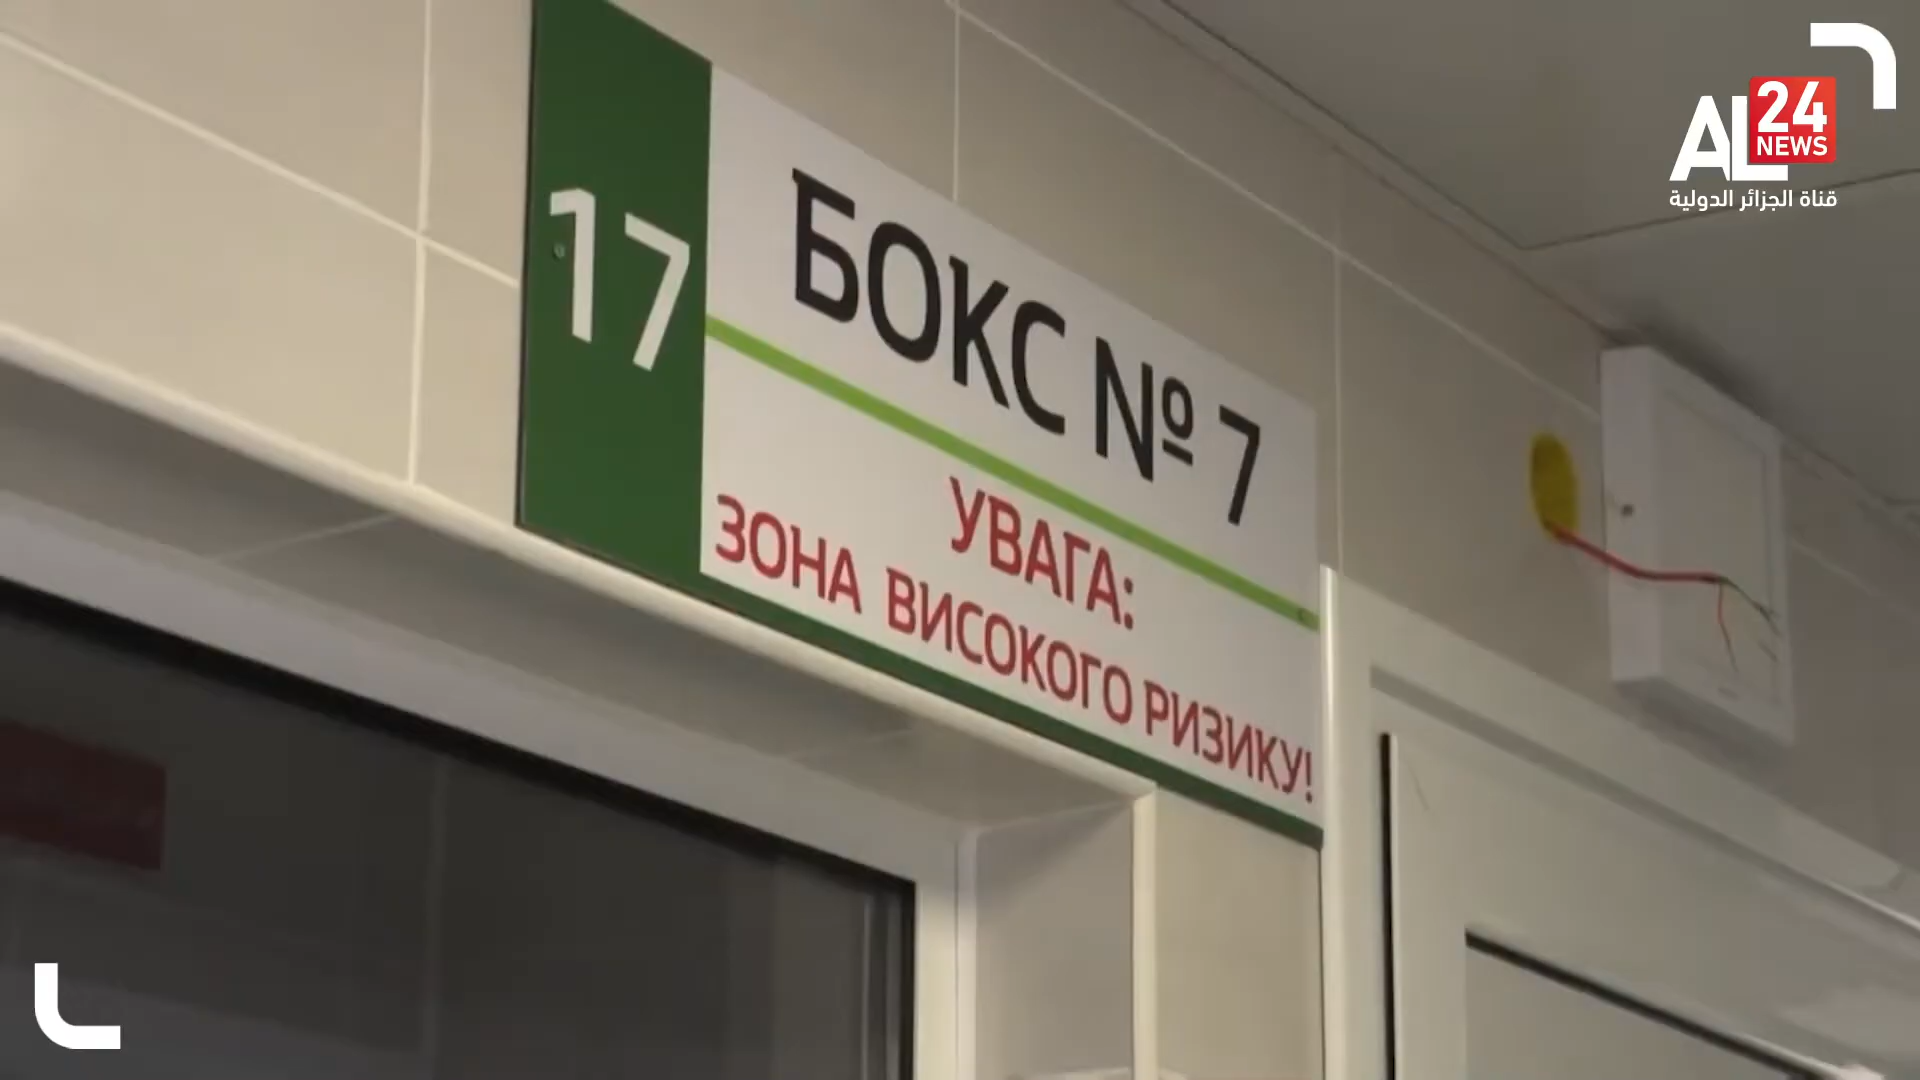 17
БОКС № 7
УВАГА:
ЗОНА ВИСОКОГО РИЗИКУ!
AL
24
NEWS
قناة الجزائر الدولية